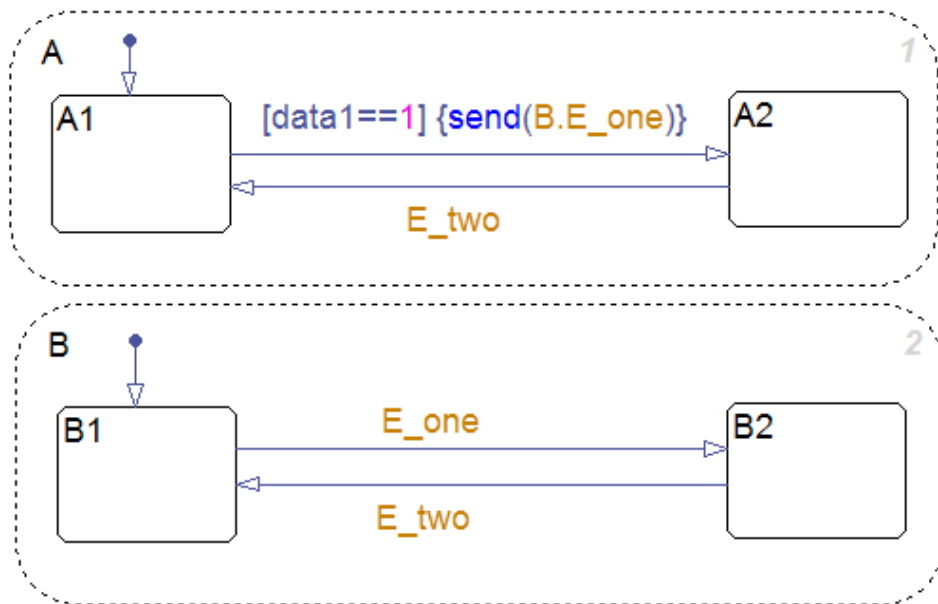 A
1
A1
[data1==1] {send(B.E_one)}
A2
E_two
B
2
B1
E_one
B2
E_two